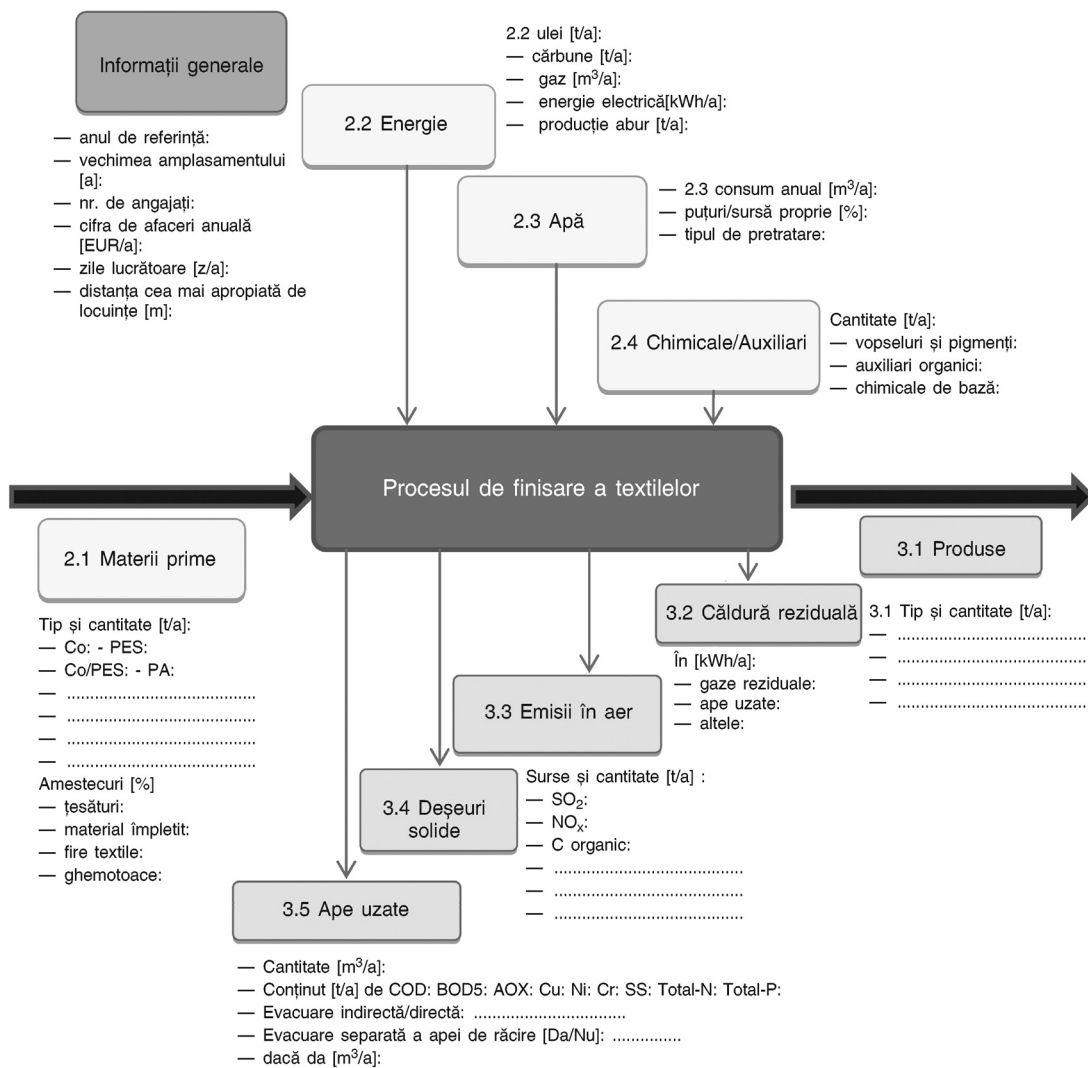 Informații generale
— anul de referință:
— vechimea amplasamentului
[a]:
— nr. de angajați:
— cifra de afaceri anuală
[EUR/a]:
— zile lucrătoare [z/a]:
— distanța cea mai apropiată de
locuințe [m]:
2.2 Energie
2.2 ulei [t/a]:
— cărbune [t/a]:
— gaz [m³/a]:
— energie electrică[kWh/a]:
— producție abur [t/a]:
2.3 Apă
— 2.3 consum anual [m³/a]:
— puțuri/sursă proprie [%]:
— tipul de pretratare:
2.4 Chimicale/Auxiliari
Cantitate [t/a]:
— vopseluri și pigmenți:
— auxiliari organici:
— chimicale de bază:
Procesul de finisare a textilelor
2.1 Materii prime
Tip și cantitate [t/a]:
— Co: - PES:
— Co/PES: - PA:
— ..........................................
— ..........................................
— ..........................................
— ..........................................
Amestecuri [%]
— țesături:
— material împletit:
— fire textile:
— ghemotoace:
3.1 Produse
3.1 Tip și cantitate [t/a]:
— ..........................................
— ..........................................
— ..........................................
— ..........................................
3.2 Căldură reziduală
În [kWh/a]:
— gaze reziduale:
— ape uzate:
— altele:
3.3 Emisii în aer
Surse și cantitate [t/a] :
— SO₂:
— NOₓ:
— C organic:
— ..........................................
— ..........................................
— ..........................................
3.4 Deșeuri
solide
3.5 Ape uzate
— Cantitate [m³/a]:
— Conținut [t/a] de COD: BOD5: AOX: Cu: Ni: Cr: SS: Total-N: Total-P:
— Evacuare indirectă/directă: ..................................
— Evacuare separată a apei de răcire [Da/Nu]: ...............
— dacă da [m³/a]: